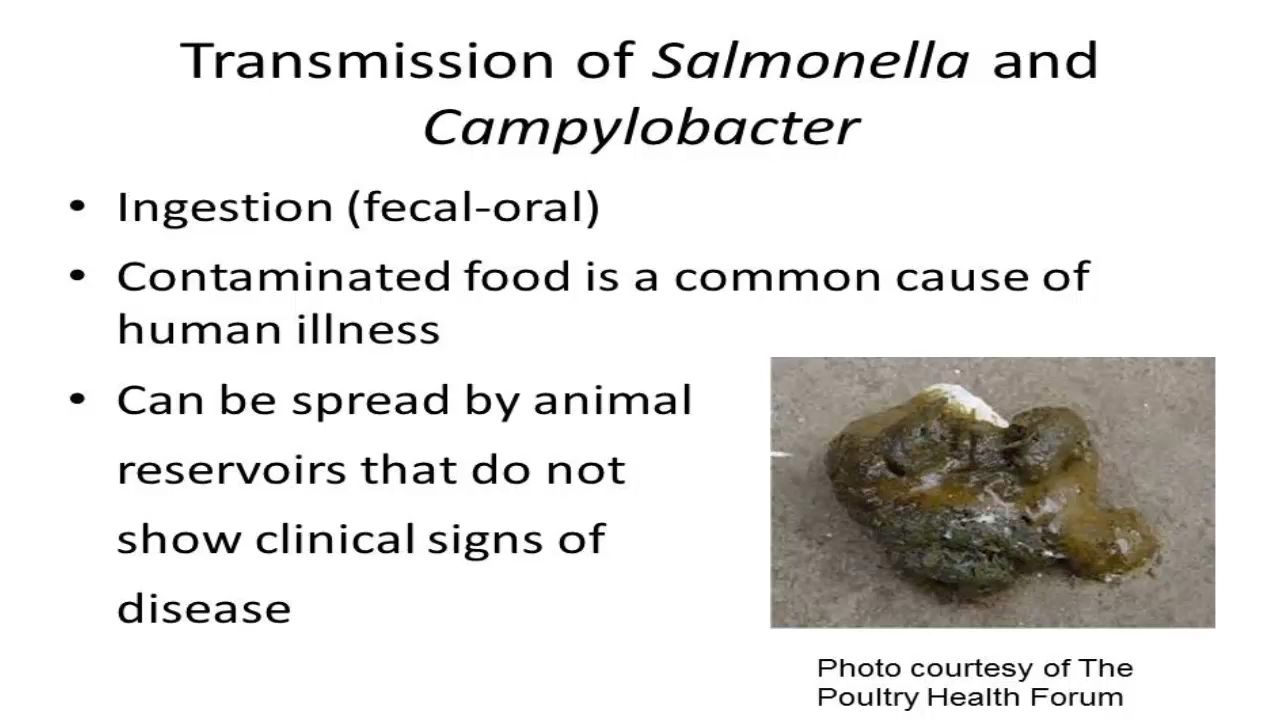 Transmission of Salmonella and
Campylobacter
• Ingestion (fecal-oral)
• Contaminated food is a common cause of
human illness
• Can be spread by animal
reservoirs that do not
show clinical signs of
disease
Photo courtesy of The
Poultry Health Forum